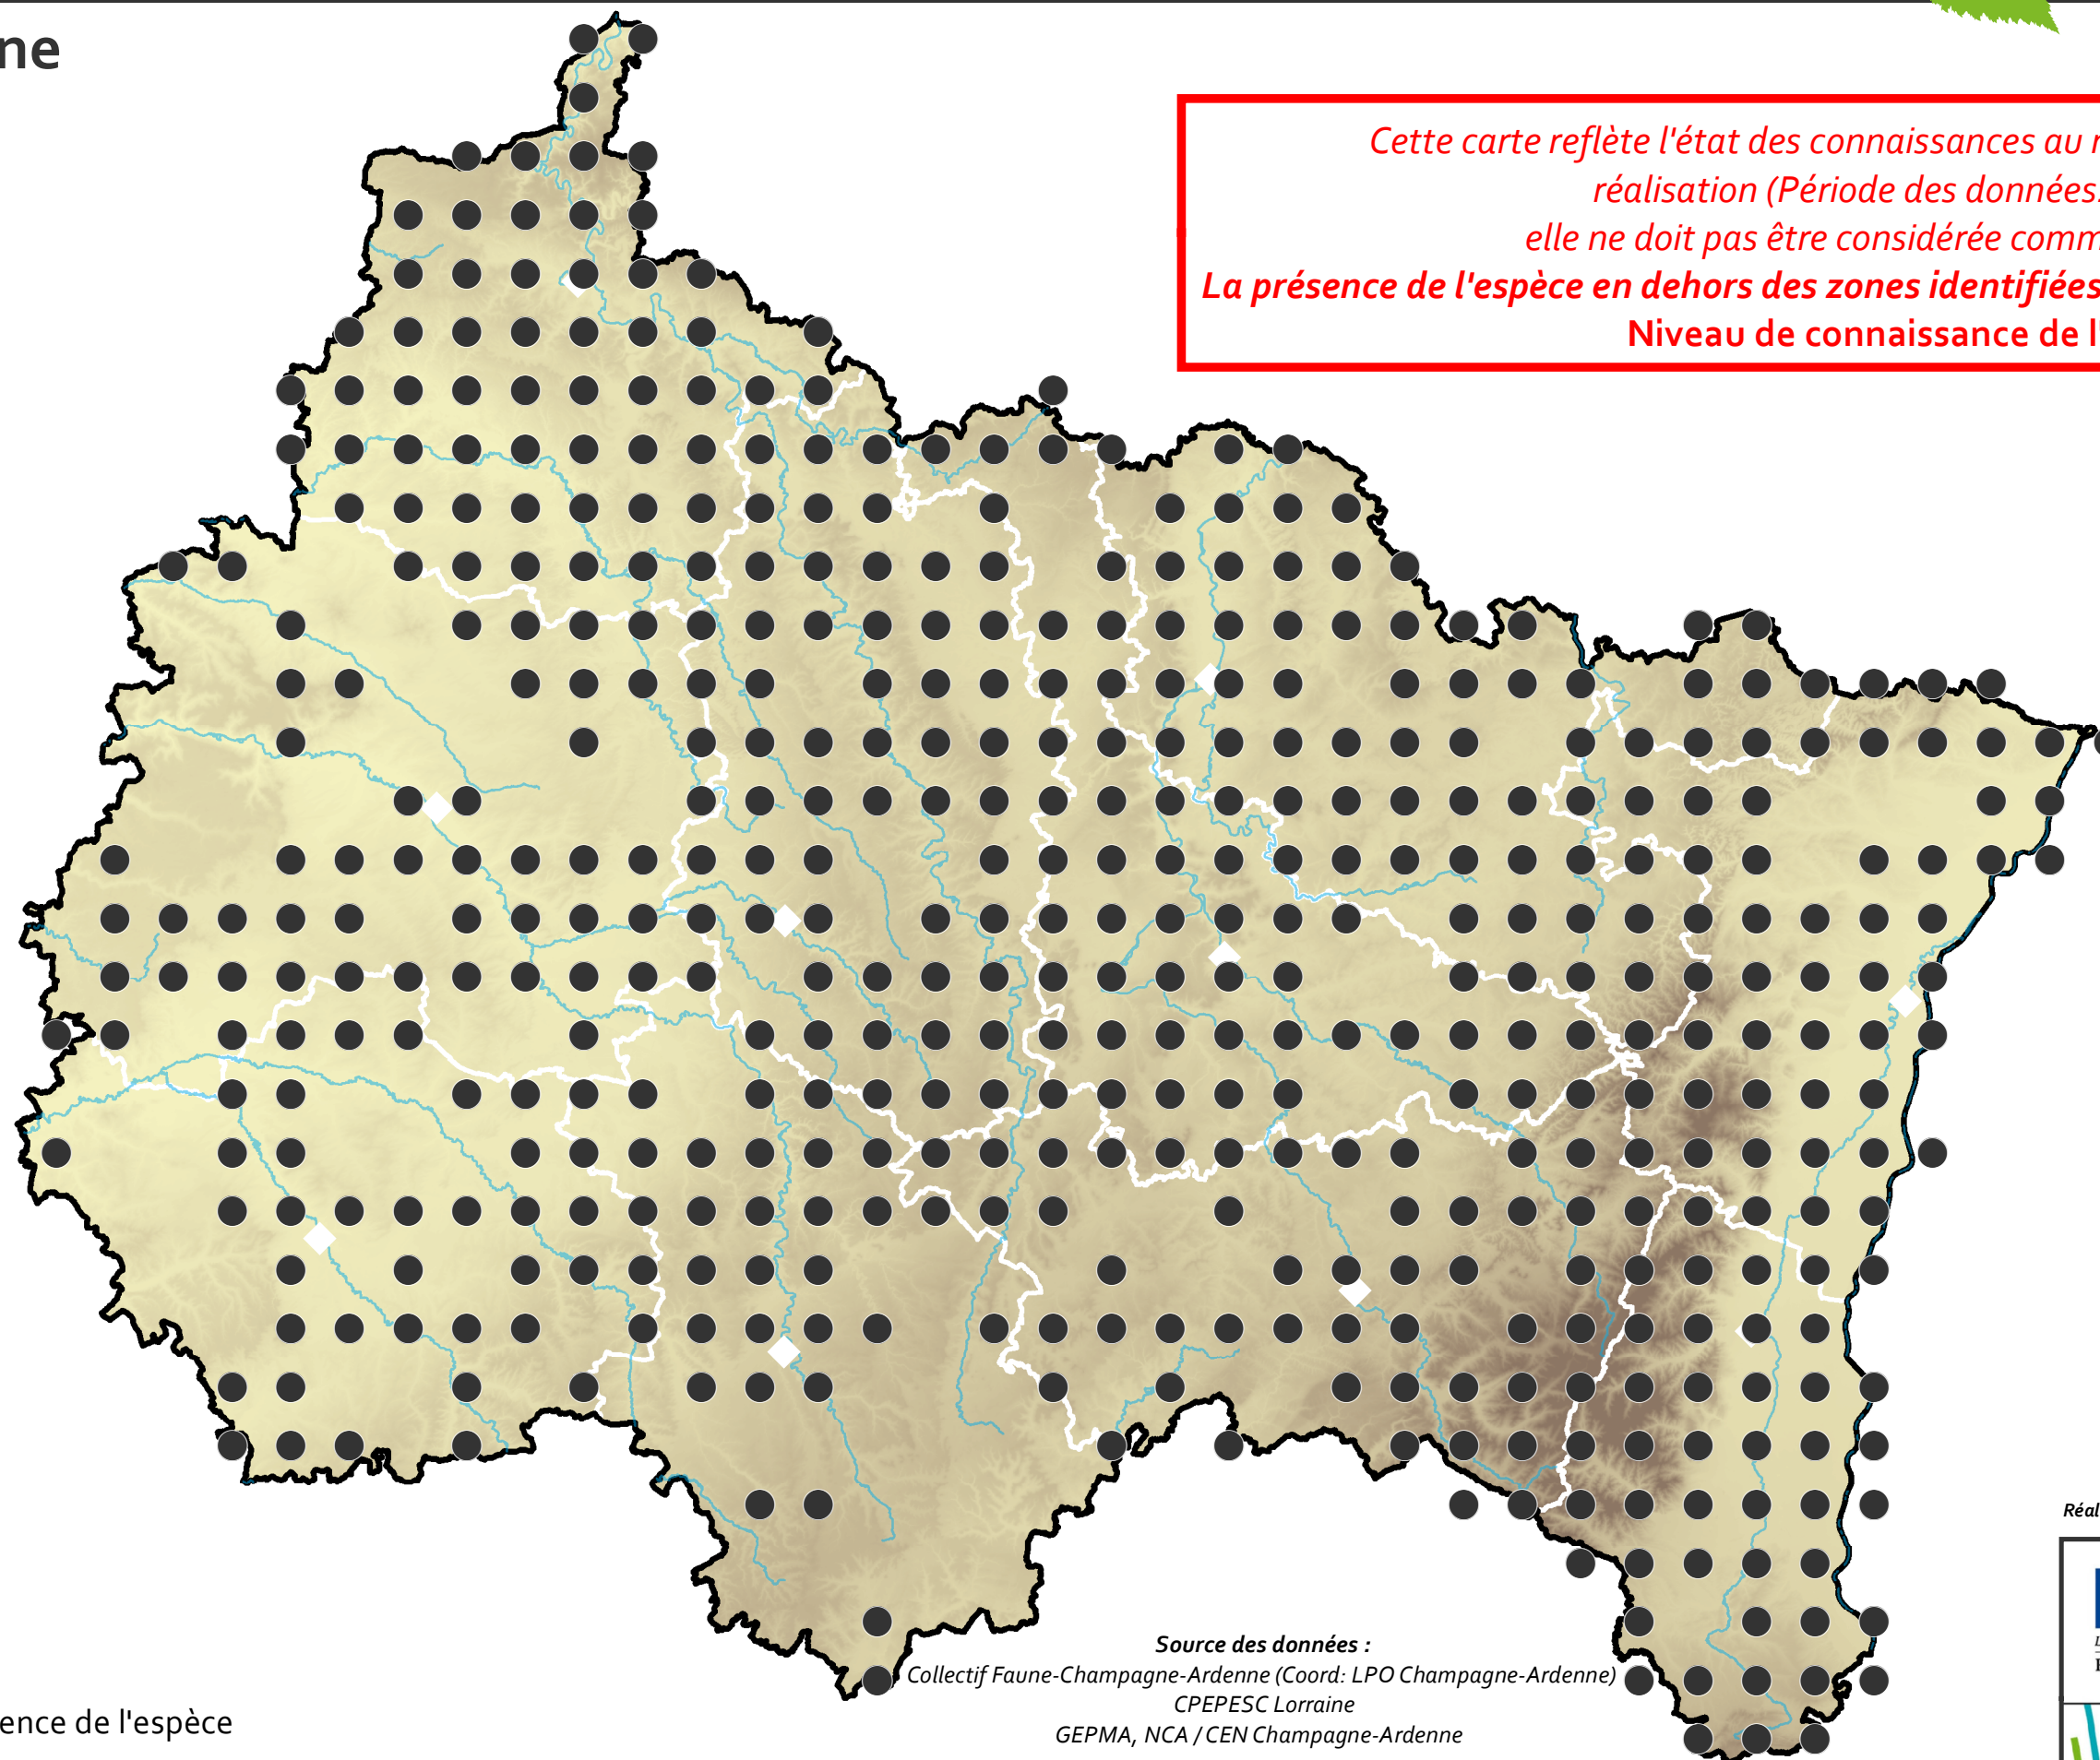 ne
Cette carte reflète l'état des connaissances au
réalisation (Période des données
elle ne doit pas être considérée comm
La présence de l'espèce en dehors des zones identifiées
Niveau de connaissance de l'
Réal
Source des données :
Collectif Faune-Champagne-Ardenne (Coord: LPO Champagne-Ardenne)
CPEPESC Lorraine
GEPMA, NCA / CEN Champagne-Ardenne
ence de l'espèce